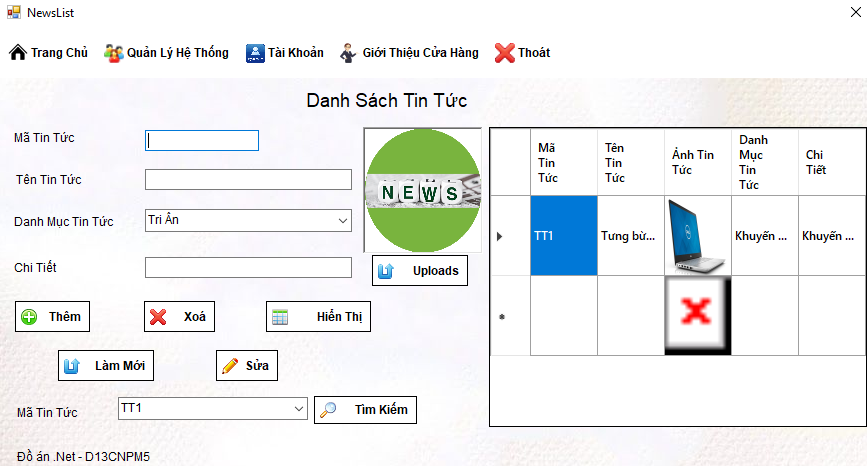 NewsList
Trang Chủ Quản Lý Hệ Thống Tài Khoản Giới Thiệu Cửa Hàng Thoát
Danh Sách Tin Tức
Mã Tin Tức
Tên Tin Tức
Danh Mục Tin Tức Tri Ân
Chi Tiết
NEWS
Uploads
Thêm Xoá Hiển Thị
Làm Mới Sửa
Mã Tin Tức TT1 Tìm Kiếm
Mã
Tin
Tức
Tên
Tin
Tức
Ảnh Tin
Tức
Danh
Mục
Tin
Tức
Chi
Tiết
TT1 Tưng bừ... Khuyến ... Khuyến ...
Đồ án .Net - D13CNPM5